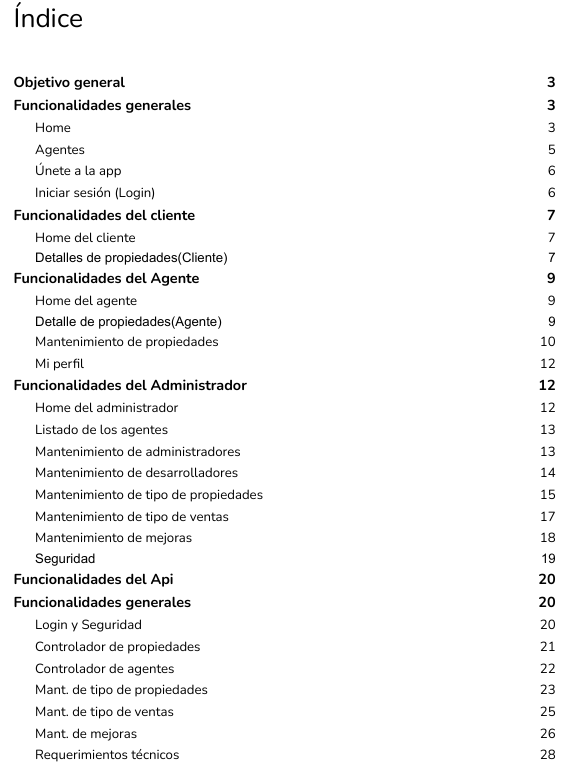 Índice
Objetivo general 3
Funcionalidades generales 3
Home 3
Agentes 5
Únete a la app 6
Iniciar sesión (Login) 6
Funcionalidades del cliente 7
Home del cliente 7
Detalles de propiedades(Cliente) 7
Funcionalidades del Agente 9
Home del agente 9
Detalle de propiedades(Agente) 9
Mantenimiento de propiedades 10
Mi perfil 12
Funcionalidades del Administrador 12
Home del administrador 12
Listado de los agentes 13
Mantenimiento de administradores 13
Mantenimiento de desarrolladores 14
Mantenimiento de tipo de propiedades 15
Mantenimiento de tipo de ventas 17
Mantenimiento de mejoras 18
Seguridad 19
Funcionalidades del Api 20
Funcionalidades generales 20
Login y Seguridad 20
Controlador de propiedades 21
Controlador de agentes 22
Mant. de tipo de propiedades 23
Mant. de tipo de ventas 25
Mant. de mejoras 26
Requerimientos técnicos 28